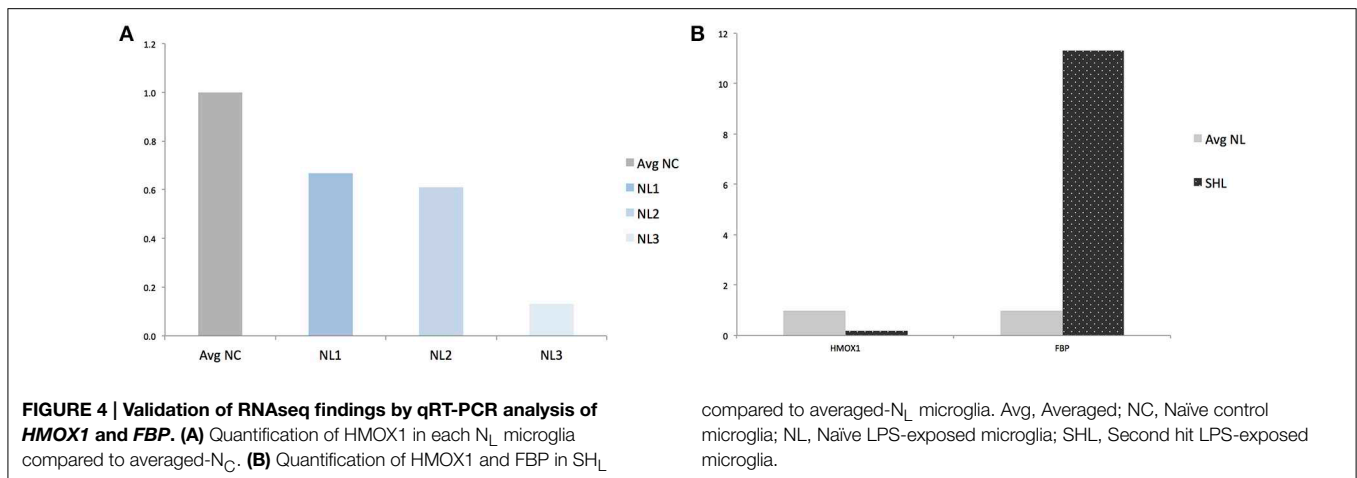 A
1.2
1.0
0.8
0.6
0.4
0.2
0.0
Avg NC
NL1
NL2
NL3
Avg NC
NL1
NL2
NL3
B
12
10
8
6
4
2
0
HMOX1
FBP
Avg NL
SHL
FIGURE 4 | Validation of RNAseq findings by qRT-PCR analysis of
HMOX1 and FBP. (A) Quantification of HMOX1 in each NL microglia
compared to averaged-NC. (B) Quantification of HMOX1 and FBP in SHL
compared to averaged-NL microglia. Avg, Averaged; NC, Naïve control
microglia; NL, Naïve LPS-exposed microglia; SHL, Second hit LPS-exposed
microglia.